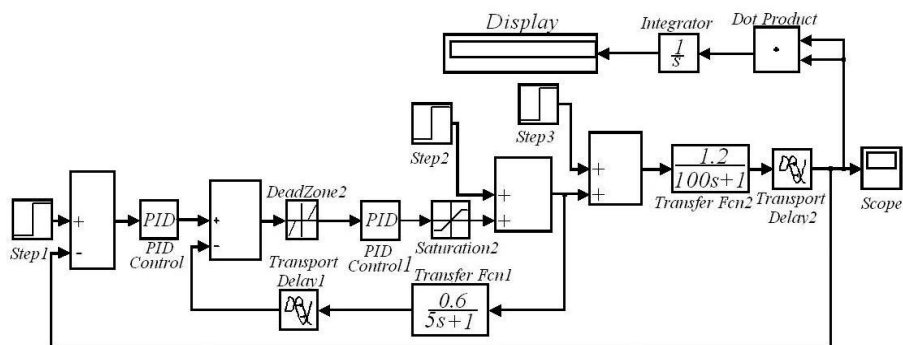 Display
Integrator
Dot Product
1
s
Step3
Step2
+
+
+
+
1.2
100s+1
Transfer Fcn2
Transport
Delay2
Scope
DeadZone2
Step1
+
-
PID
PID
Control
+
-
PID
PID
Control1
Saturation2
Transport
Delay1
Transfer Fcn1
0.6
5s+1